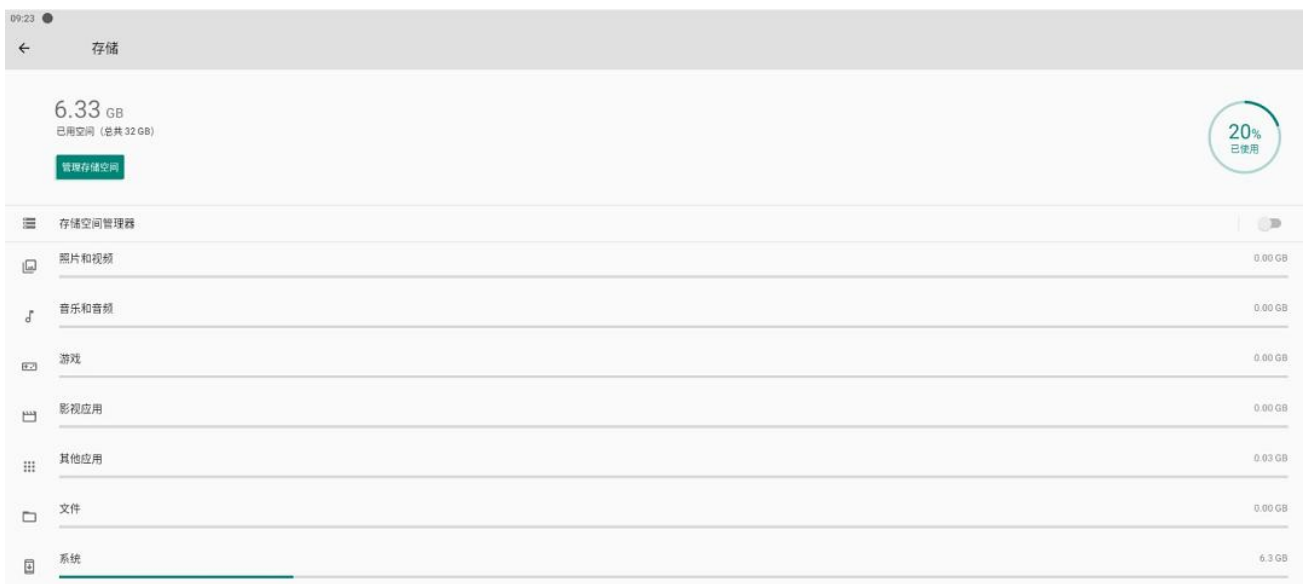 09:23
存储
6.33 GB
已用空间（总共 32 GB）
20%
已使用
管理存储空间
存储空间管理器
照片和视频 0.00 GB
音乐和音频 0.00 GB
游戏 0.00 GB
影视应用 0.00 GB
其他应用 0.03 GB
文件 0.00 GB
系统 6.3 GB